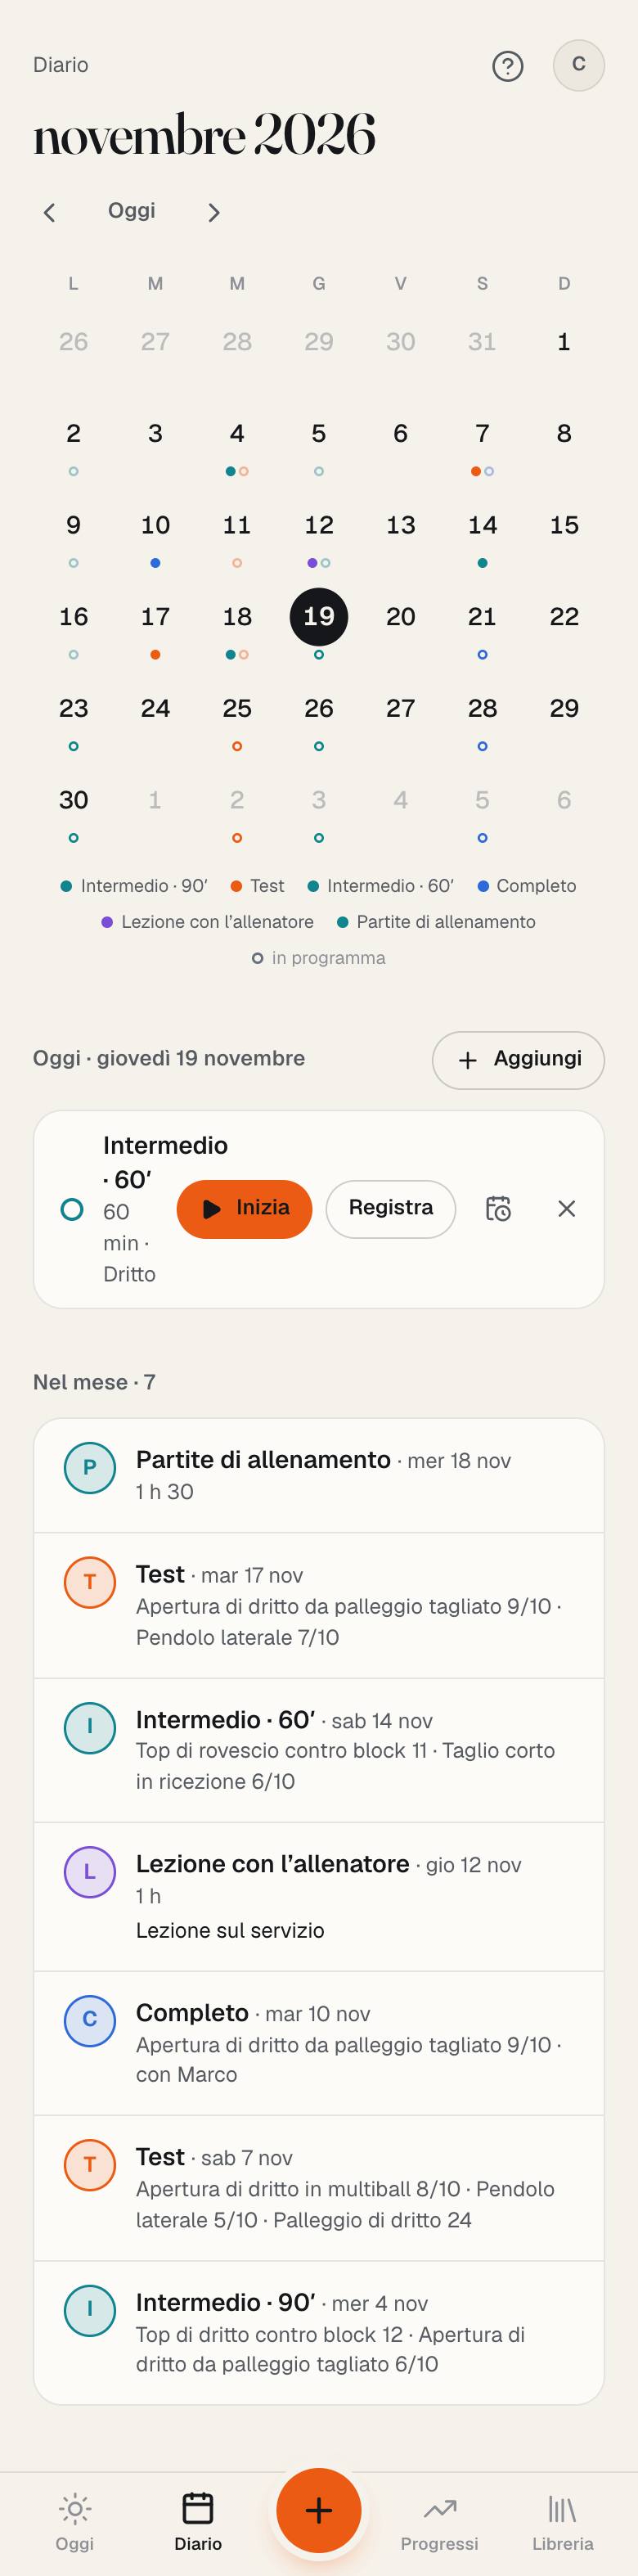 Diario
C
novembre 2026
Oggi
L M M G V S D
26 27 28 29 30 31 1
2 3 4 5 6 7 8
9 10 11 12 13 14 15
16 17 18 19 20 21 22
23 24 25 26 27 28 29
30 1 2 3 4 5 6
Intermedio · 90′ Test Intermedio · 60′ Completo
Lezione con l’allenatore Partite di allenamento
in programma
Oggi · giovedì 19 novembre
Aggiungi
Intermedio
· 60′
60
min ·
Dritto
Inizia
Registra
Nel mese · 7
P
Partite di allenamento · mer 18 nov
1 h 30
T
Test · mar 17 nov
Apertura di dritto da palleggio tagliato 9/10 ·
Pendolo laterale 7/10
I
Intermedio · 60′ · sab 14 nov
Top di rovescio contro block 11 · Taglio corto
in ricezione 6/10
L
Lezione con l’allenatore · gio 12 nov
1 h
Lezione sul servizio
C
Completo · mar 10 nov
Apertura di dritto da palleggio tagliato 9/10 ·
con Marco
T
Test · sab 7 nov
Apertura di dritto in multiball 8/10 · Pendolo
laterale 5/10 · Palleggio di dritto 24
I
Intermedio · 90′ · mer 4 nov
Top di dritto contro block 12 · Apertura di
dritto da palleggio tagliato 6/10
Oggi Diario Progressi Libreria